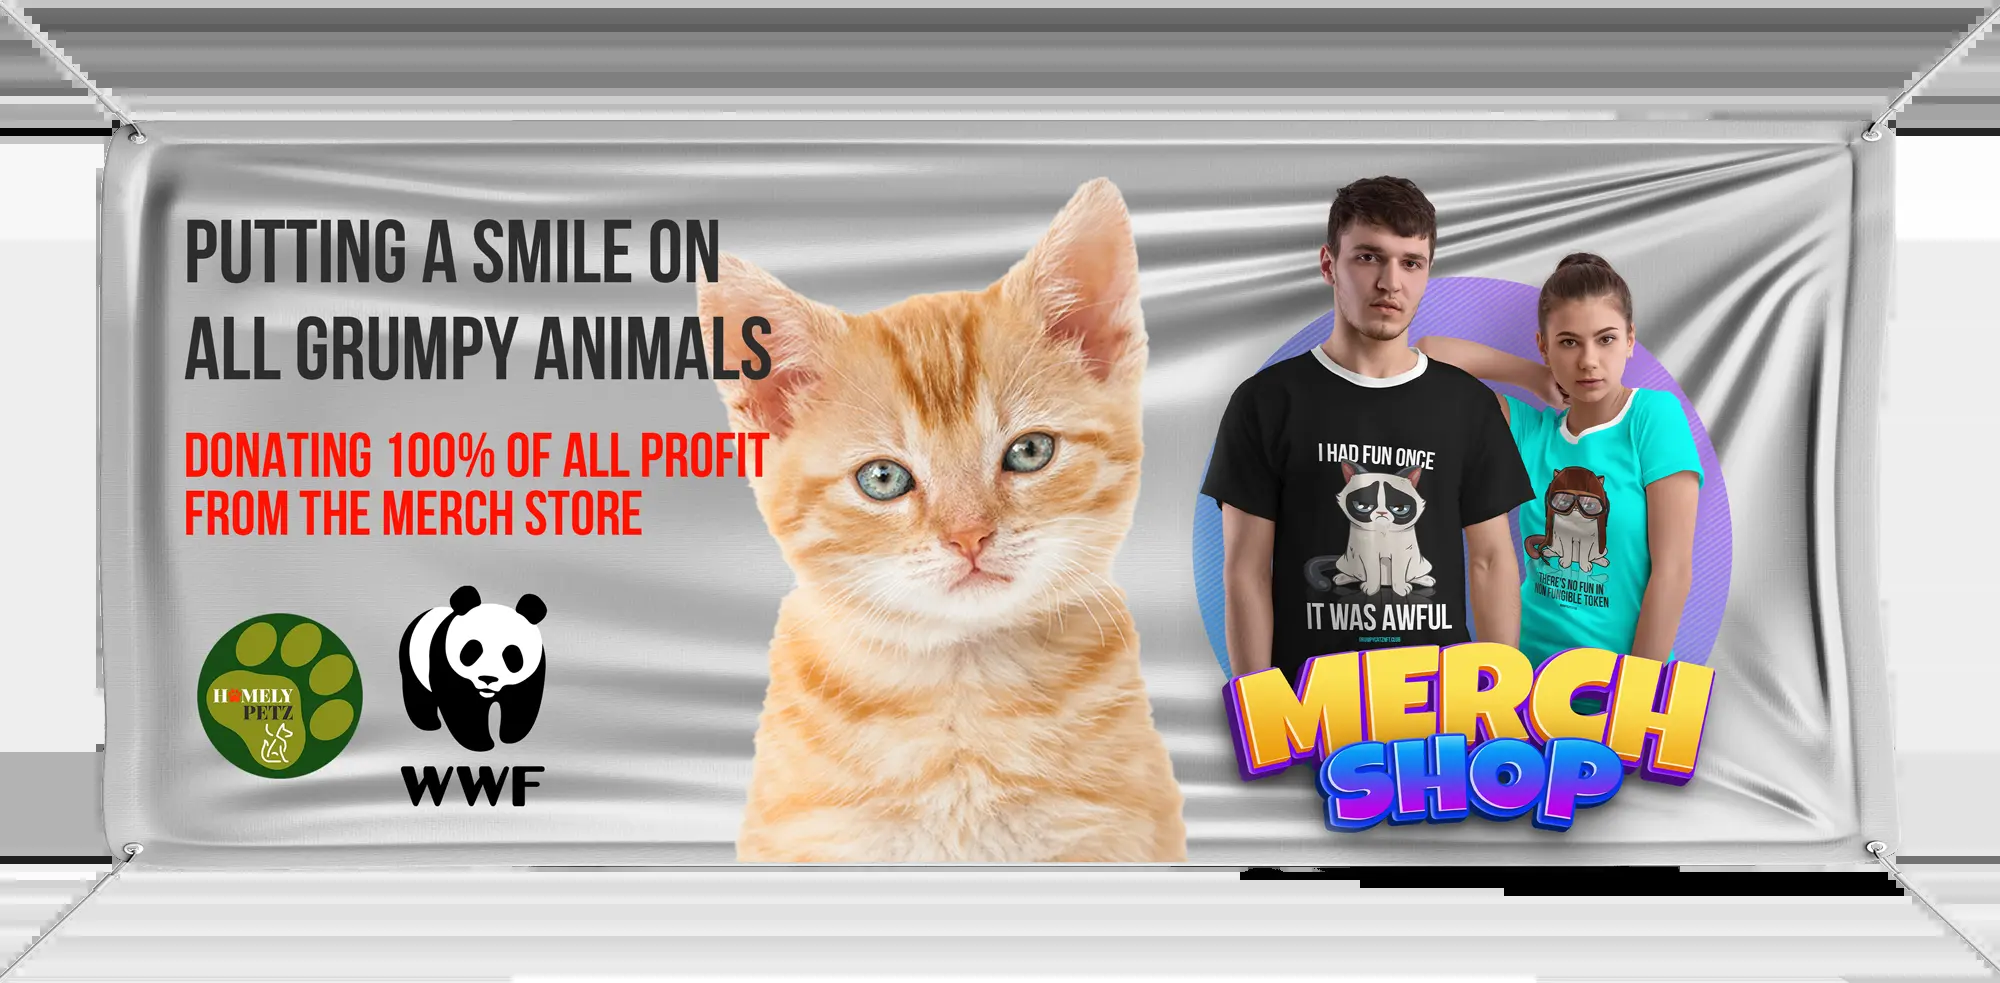 PUTTING A SMILE ON
ALL GRUMPY ANIMALS
DONATING 100% OF ALL PROFIT
FROM THE MERCH STORE
HOMELY
PETZ
WWF
I HAD FUN ONCE
IT WAS AWFUL
THERE'S NO FUN IN
NON FUNGIBLE TOKEN
MERCH
SHOP